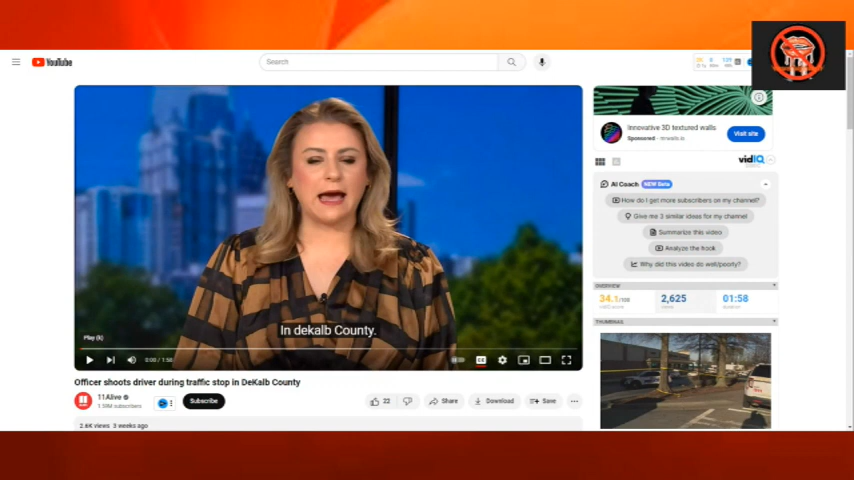 YouTube
Search
In dekalb County.
Play (k)
0:00 / 1:58
Officer shoots driver during traffic stop in DeKalb County
11Alive
1.59M subscribers
Subscribe
22
Share
Download
Save
2.6K views 3 weeks ago
Innovative 3D textured walls
Sponsored
Visit site
vidIQ
AI Coach NEW Beta
How do I get more subscribers on my channel?
Give me 3 similar ideas for my channel
Summarize this video
Analyze the hook
Why did this video do well/poorly?
OVERVIEW
34.1/100
2,625
01:58
THUMBNAIL